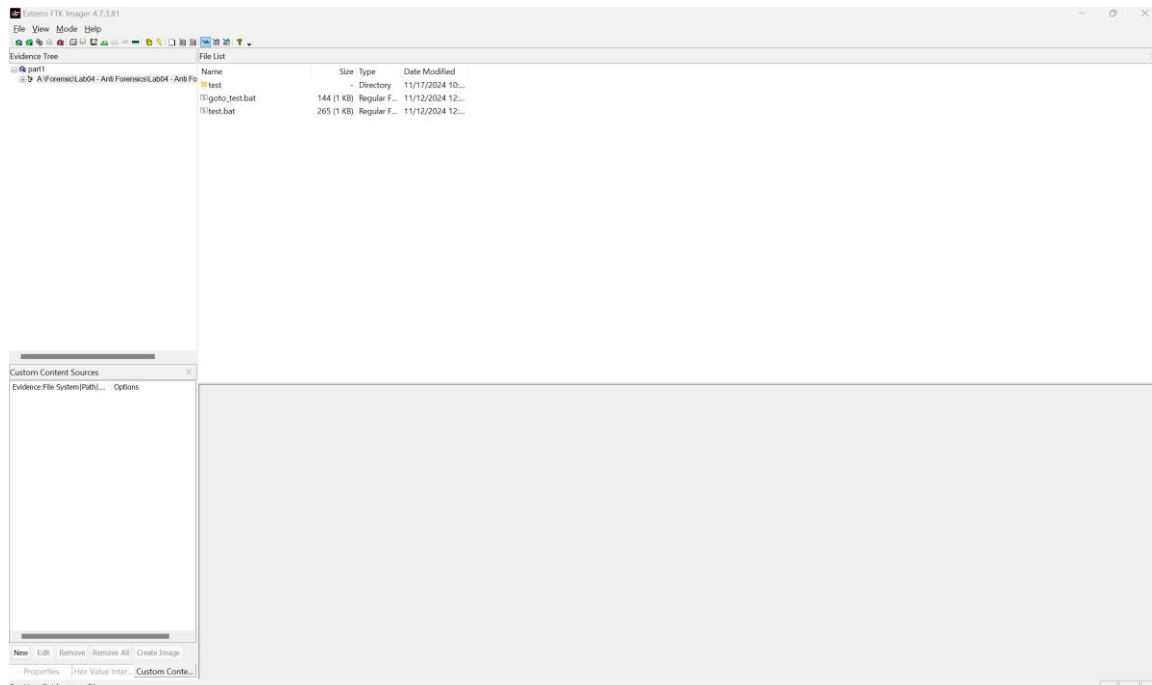 Exterro FTK Imager 4.7.3.81
File View Mode Help
Evidence Tree
part1
A:\Forensic\Lab04 - Anti Forensics\Lab04 - Anti Fo
File List
Name Size Type Date Modified
test - Directory 11/17/2024 10:...
goto_test.bat 144 (1 KB) Regular F... 11/12/2024 12:...
test.bat 265 (1 KB) Regular F... 11/12/2024 12:...
Custom Content Sources
Evidence:File System|Path|... Options
New Edit Remove Remove All Create Image
Properties Hex Value Inter... Custom Conte...